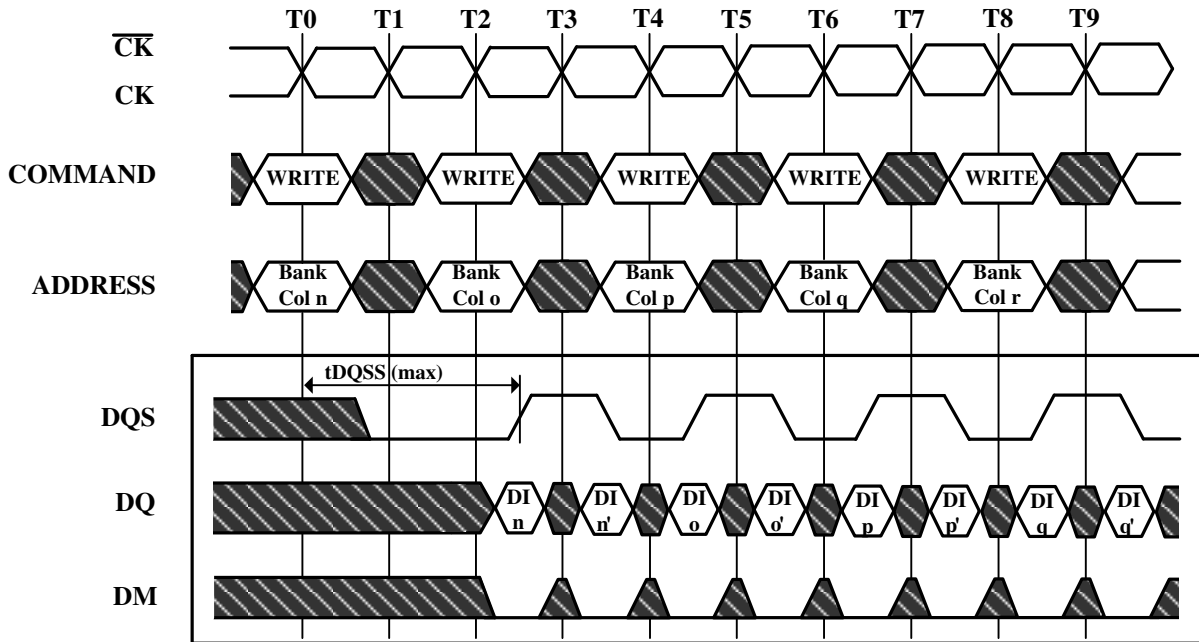 T0 T1 T2 T3 T4 T5 T6 T7 T8 T9
CK
CK
COMMAND WRITE WRITE WRITE WRITE WRITE
ADDRESS Bank Bank Bank Bank Bank
Col n Col o Col p Col q Col r
tDQSS (max)
DQS
DQ DI DI DI DI DI DI DI DI
n n' o o' p p' q q'
DM